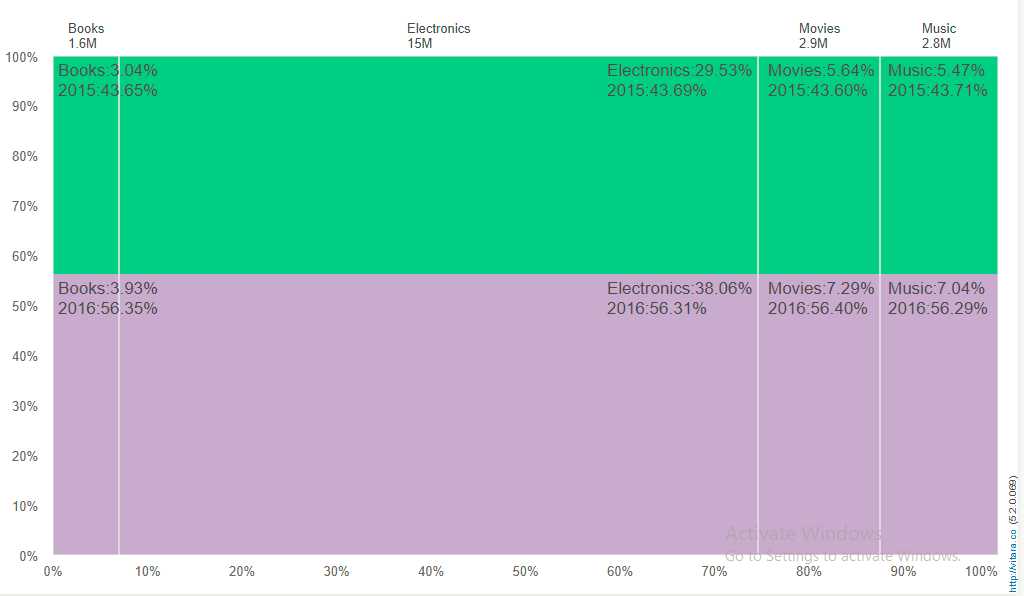 Books
1.6M
Electronics
15M
Movies
2.9M
Music
2.8M
100%
90%
80%
70%
60%
50%
40%
30%
20%
10%
0%
Books:3.04%
2015:43.65%
Electronics:29.53%
2015:43.69%
Movies:5.64%
2015:43.60%
Music:5.47%
2015:43.71%
Books:3.93%
2016:56.35%
Electronics:38.06%
2016:56.31%
Movies:7.29%
2016:56.40%
Music:7.04%
2016:56.29%
Activate Windows
Go to Settings to activate Windows.
0% 10% 20% 30% 40% 50% 60% 70% 80% 90% 100%
http://vitara.co (5.2.0.069)